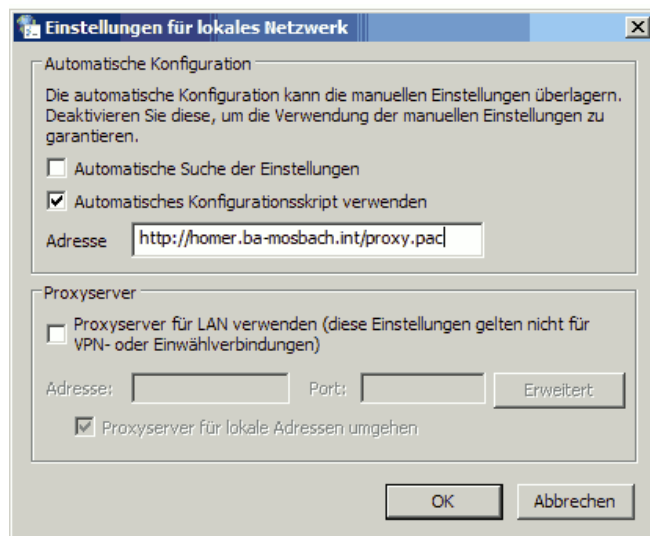 Einstellungen für lokales Netzwerk
Automatische Konfiguration
Die automatische Konfiguration kann die manuellen Einstellungen überlagern.
Deaktivieren Sie diese, um die Verwendung der manuellen Einstellungen zu
garantieren.
Automatische Suche der Einstellungen
Automatisches Konfigurationsskript verwenden
Adresse http://homer.ba-mosbach.int/proxy.pac
Proxyserver
Proxyserver für LAN verwenden (diese Einstellungen gelten nicht für
VPN- oder Einwählverbindungen)
Adresse: Port: Erweitert
Proxyserver für lokale Adressen umgehen
OK Abbrechen